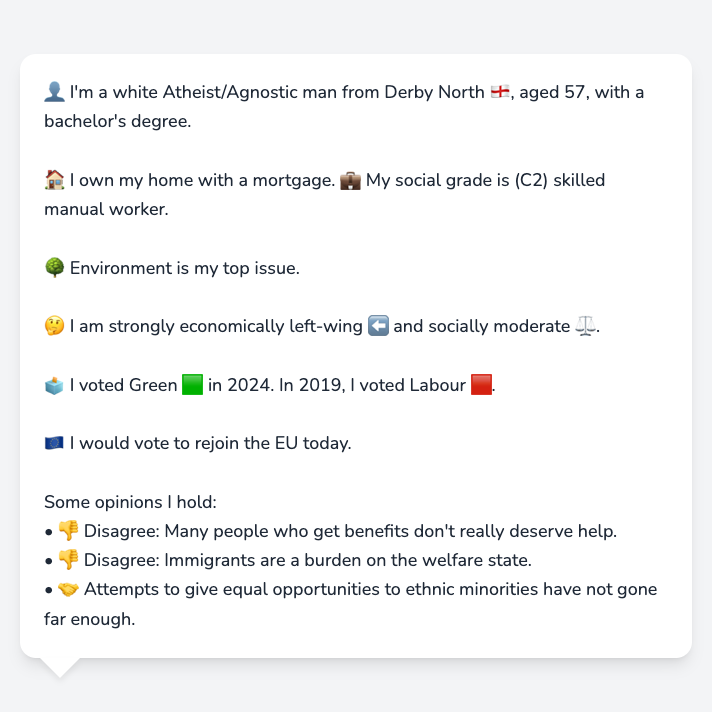 👤 I'm a white Atheist/Agnostic man from Derby North 🏴󠁧󠁢󠁥󠁮󠁧󠁿, aged 57, with a
bachelor's degree.
🏠 I own my home with a mortgage. 💼 My social grade is (C2) skilled
manual worker.
🌳 Environment is my top issue.
🤔 I am strongly economically left-wing ⬅️ and socially moderate ⚖️.
🗳️ I voted Green 🟩 in 2024. In 2019, I voted Labour 🟥.
🇪🇺 I would vote to rejoin the EU today.
Some opinions I hold:
• 👎 Disagree: Many people who get benefits don't really deserve help.
• 👎 Disagree: Immigrants are a burden on the welfare state.
• 🤝 Attempts to give equal opportunities to ethnic minorities have not gone
far enough.